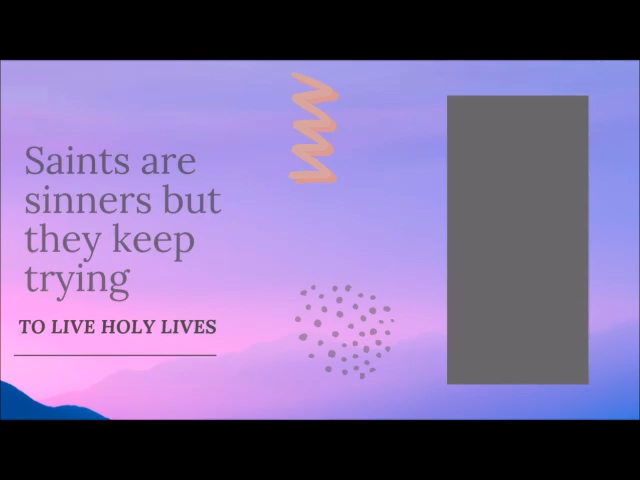 Saints are
sinners but
they keep
trying
TO LIVE HOLY LIVES